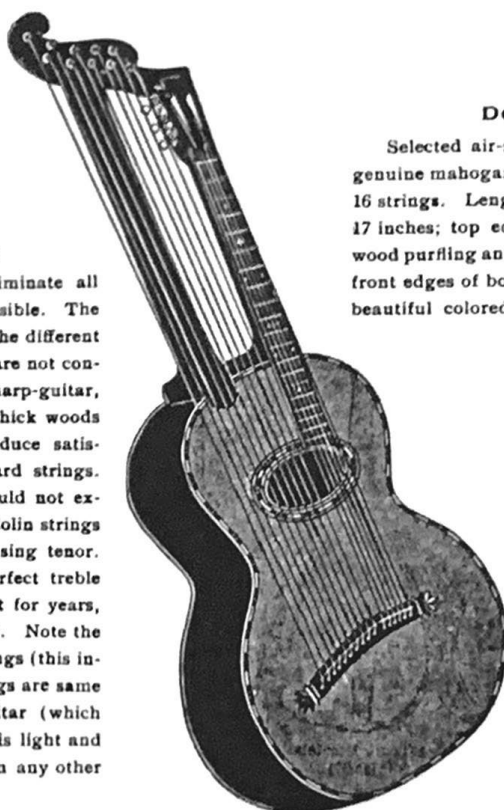 De
Selected air-
genuine mahoga
16 strings. Leng
17 inches; top ed
wood purfling an
front edges of bo
beautiful colored
iminate all
sible. The
he different
are not con-
arp-guitar,
hick woods
duce satis-
ard strings.
uld not ex-
olin strings
sing tenor.
rfect treble
t for years,
. Note the
ngs (this in-
gs are same
tar (which
is light and
n any other